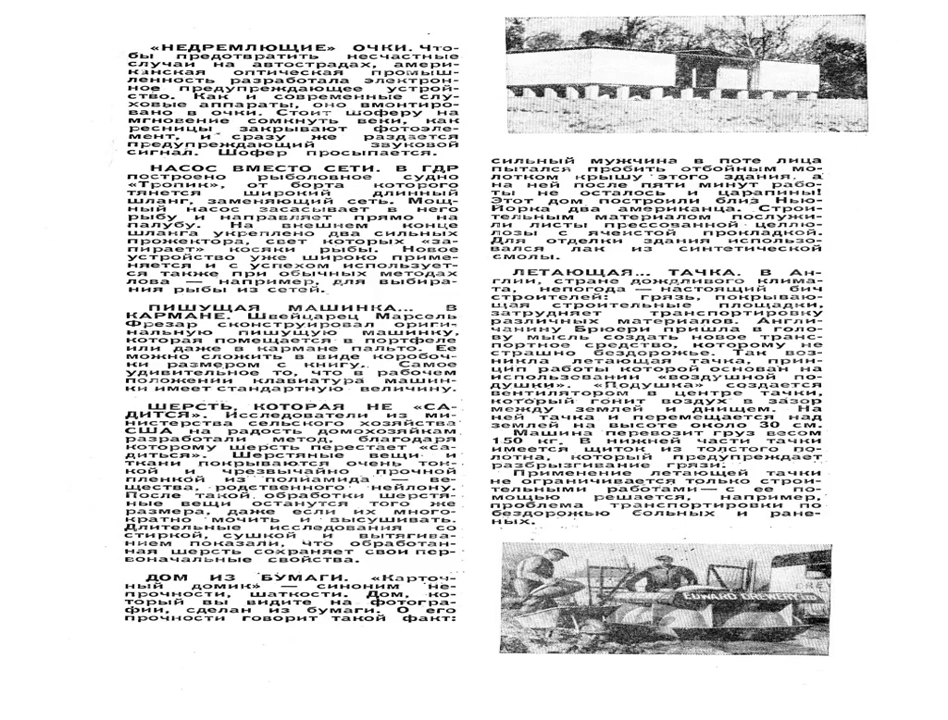 «НЕДРЕМЛЮЩИЕ» ОЧКИ. Что-
бы предотвратить несчастные
случаи на автострадах, амери-
канская оптическая промыш-
ленность разработала электрон-
ное предупреждающее устрой-
ство. Как и современные слу-
ховые аппараты, оно вмонтиро-
вано в очки. Стоит шоферу на
мгновение сомкнуть веки, как
ресницы закрывают фотоэле-
мент, и сразу же раздается
предупреждающий звуковой
сигнал. Шофер просыпается.
НАСОС ВМЕСТО СЕТИ. В ГДР
построено рыболовное судно
«Тропик», от борта которого
тянется широкий длинный
шланг, заменяющий сеть. Мощ-
ный насос засасывает в него
рыбу и направляет прямо на
палубу. На внешнем конце
шланга укреплено два сильных
прожектора, свет которых «за-
пирает» косяки рыбы. Новое
устройство уже широко приме-
няется и с успехом использует-
ся также при обычных методах
лова — например, для выбира-
ния рыбы из сетей.
ПИШУЩАЯ МАШИНКА... В
КАРМАНЕ. Швейцарец Марсель
Фрезар сконструировал ориги-
нальную пишущую машинку,
которая помещается в портфеле
или даже в кармане пальто. Ее
можно сложить в виде коробоч-
ки размером с книгу. Самое
удивительное то, что в рабочем
положении клавиатура машин-
ки имеет стандартную величину.
ШЕРСТЬ, КОТОРАЯ НЕ «СА-
ДИТСЯ». Исследователи из ми-
нистерства сельского хозяйства
США на радость домохозяйкам
разработали метод, благодаря
которому шерсть перестает «са-
диться». Шерстяные вещи и
ткани покрываются очень тон-
кой и чрезвычайно прочной
пленкой из полиамида — ве-
щества, родственного нейлону.
После такой обработки шерстя-
ные вещи останутся того же
размера, даже если их много-
кратно мочить и высушивать.
Длительные исследования со
стиркой, сушкой и вытягива-
нием показали, что обработан-
ная шерсть сохраняет свои пер-
воначальные свойства.
ДОМ ИЗ БУМАГИ. «Карточ-
ный домик» — синоним не-
прочности, шаткости. Дом, ко-
торый вы видите на фотогра-
фии, сделан из бумаги. О его
прочности говорит такой факт:
сильный мужчина в поте лица
пытался пробить отбойным мо-
лотком крышу этого здания, а
на ней после пяти минут рабо-
ты не осталось и царапины!
Этот дом построили близ Нью-
Йорка два американца. Строи-
тельным материалом послужи-
ли листы прессованной целлю-
лозы с ячеистой прокладкой.
Для отделки здания использо-
вался лак из синтетической
смолы.
ЛЕТАЮЩАЯ... ТАЧКА. В Ан-
глии, стране дождливого клима-
та, непогода — настоящий бич
строителей: грязь, покрываю-
щая строительные площадки,
затрудняет транспортировку
различных материалов. Англи-
чанину Брюери пришла в голо-
ву мысль создать новое транс-
портное средство, которому не
страшно бездорожье. Так воз-
никла летающая тачка, прин-
цип работы которой основан на
использовании «воздушной по-
душки». «Подушка» создается
вентилятором в центре тачки,
который гонит воздух в зазор
между землей и днищем. На
ней тачка и перемещается над
землей на высоте около 30 см.
Машина перевозит груз весом
150 кг. В нижней части тачки
имеется щиток из толстого по-
лотна, который предупреждает
разбрызгивание грязи.
Применение летающей тачки
не ограничивается только строи-
тельными работами — с ее по-
мощью решается, например,
проблема транспортировки по
бездорожью больных и ране-
ных.
EDWARD BREWERY LTD